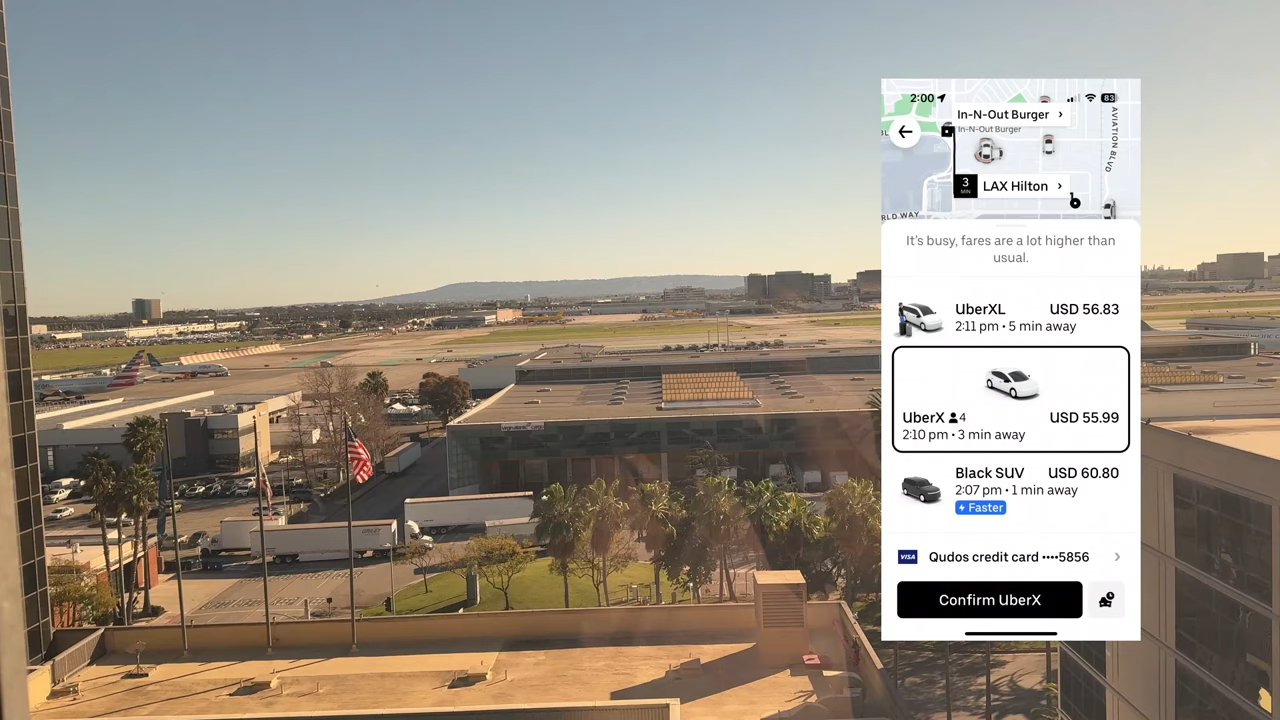 2:00
83
In-N-Out Burger
In-N-Out Burger
AVIATION BLVD
3
MIN
LAX Hilton
RLD WAY
It's busy, fares are a lot higher than
usual.
UberXL USD 56.83
2:11 pm • 5 min away
UberX 4 USD 55.99
2:10 pm • 3 min away
Black SUV USD 60.80
2:07 pm • 1 min away
Faster
VISA Qudos credit card ••••5856
Confirm UberX